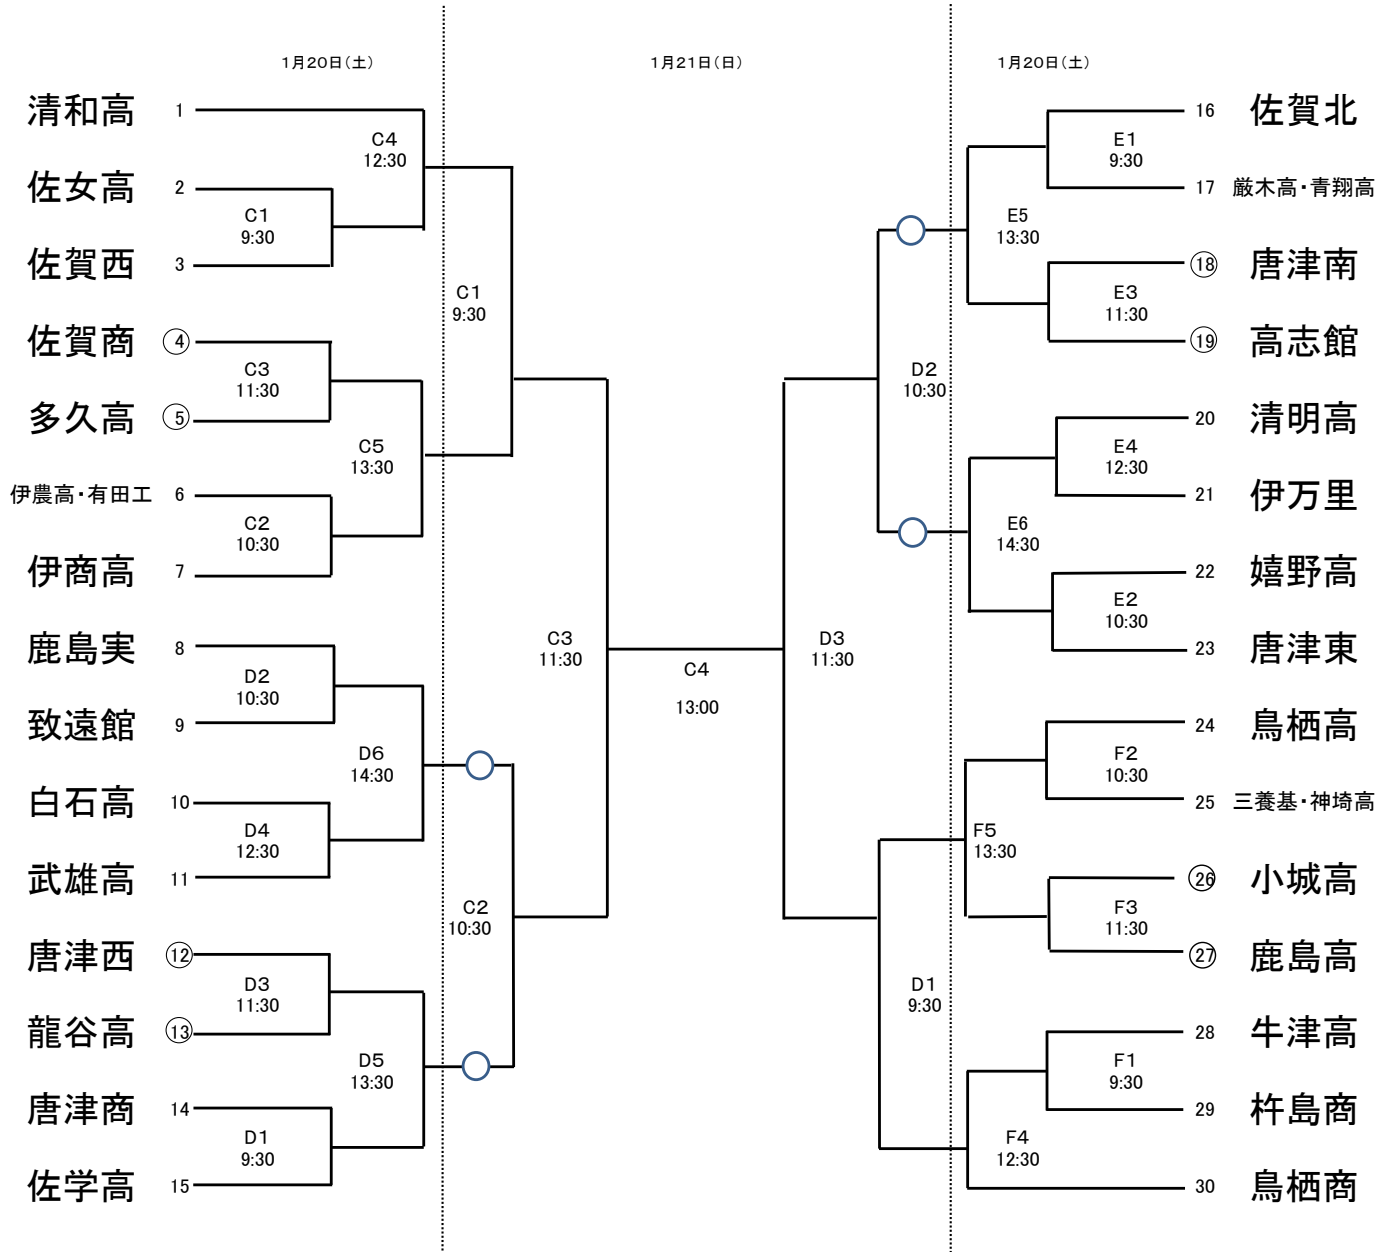 1月20日(土)
1月21日(日)
1月20日(土)
清和高 1
C4
12:30
佐女高 2
C1
9:30
佐賀西 3
C1
9:30
佐賀商 ④
C3
11:30
多久高 ⑤
C5
13:30
伊農高・有田工 6
C2
10:30
伊商高 7
鹿島実 8
D2
10:30
致遠館 9
D6
14:30
白石高 10
D4
12:30
武雄高 11
C2
10:30
唐津西 ⑫
D3
11:30
龍谷高 ⑬
D5
13:30
唐津商 14
D1
9:30
佐学高 15
C3
11:30
C4
13:00
D3
11:30
16 佐賀北
E1
9:30
17 厳木高・青翔高
E5
13:30
⑱ 唐津南
E3
11:30
⑲ 高志館
D2
10:30
20 清明高
E4
12:30
21 伊万里
E6
14:30
22 嬉野高
E2
10:30
23 唐津東
24 鳥栖高
F2
10:30
25 三養基・神埼高
F5
13:30
㉖ 小城高
F3
11:30
㉗ 鹿島高
D1
9:30
28 牛津高
F1
9:30
29 杵島商
F4
12:30
30 鳥栖商